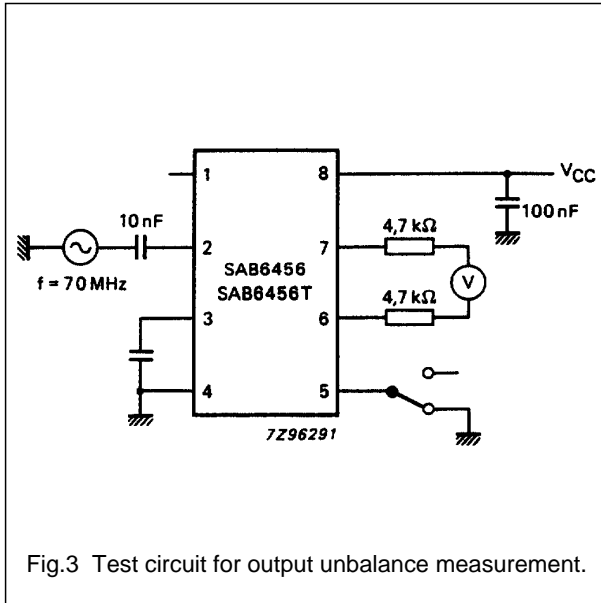 1
8
V_CC
100 nF
10 nF
4,7 kΩ
2
7
f = 70 MHz
SAB6456
SAB6456T
V
4,7 kΩ
3
6
4
5
7Z96291
Fig.3 Test circuit for output unbalance measurement.